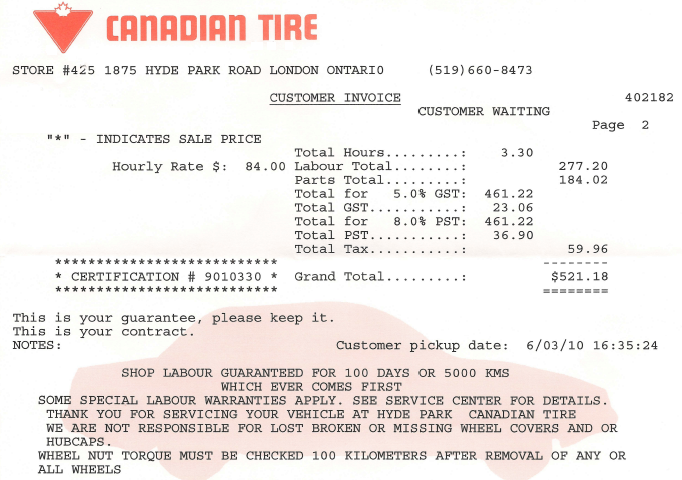 CANADIAN TIRE
STORE #425 1875 HYDE PARK ROAD LONDON ONTARIO (519)660-8473
CUSTOMER INVOICE 402182
CUSTOMER WAITING
Page 2
"*" - INDICATES SALE PRICE
Total Hours.........: 3.30
Hourly Rate $: 84.00 Labour Total........: 277.20
Parts Total.........: 184.02
Total for 5.0% GST: 461.22
Total GST...........: 23.06
Total for 8.0% PST: 461.22
Total PST...........: 36.90
Total Tax...........: 59.96
**************************** --------
* CERTIFICATION # 9010330 * Grand Total.........: $521.18
**************************** ========
This is your guarantee, please keep it.
This is your contract.
NOTES: Customer pickup date: 6/03/10 16:35:24
SHOP LABOUR GUARANTEED FOR 100 DAYS OR 5000 KMS
WHICH EVER COMES FIRST
SOME SPECIAL LABOUR WARRANTIES APPLY. SEE SERVICE CENTER FOR DETAILS.
THANK YOU FOR SERVICING YOUR VEHICLE AT HYDE PARK CANADIAN TIRE
WE ARE NOT RESPONSIBLE FOR LOST BROKEN OR MISSING WHEEL COVERS AND OR
HUBCAPS.
WHEEL NUT TORQUE MUST BE CHECKED 100 KILOMETERS AFTER REMOVAL OF ANY OR
ALL WHEELS